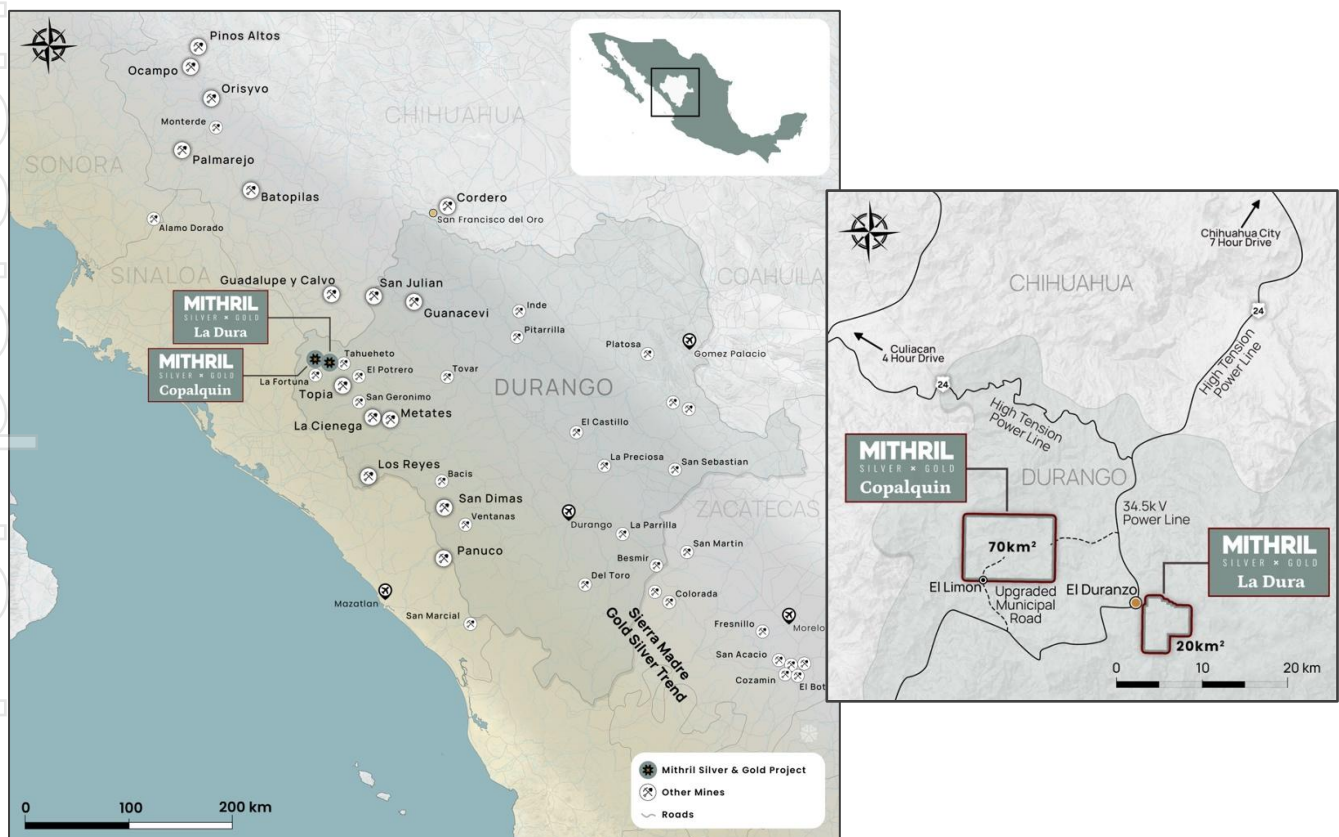 Pinos Altos
Ocampo
Orisyvo
Monterde
CHIHUAHUA
SONORA
Palmarejo
Batopilas
Cordero
San Francisco del Oro
Alamo Dorado
SINALOA
COAHUILA
Guadalupe y Calvo
San Julian
Guanacevi
Inde
MITHRIL
SILVER × GOLD
La Dura
Pitarrilla
Platosa
Gomez Palacio
MITHRIL
SILVER × GOLD
Copalquin
Tahueheto
La Fortuna
El Potrero
Tovar
Topia
San Geronimo
DURANGO
La Cienega
Metates
El Castillo
Los Reyes
Bacis
La Preciosa
San Sebastian
San Dimas
Ventanas
ZACATECAS
Durango
La Parrilla
Panuco
San Martin
Besmir
Mazatlan
Del Toro
Colorada
San Marcial
Fresnillo
Morelo
Sierra Madre
Gold Silver Trend
San Acacio
Cozamin
El Bot
Mithril Silver & Gold Project
Other Mines
Roads
0 100 200 km
Chihuahua City
7 Hour Drive
CHIHUAHUA
24
Culiacan
4 Hour Drive
24
High Tension
Power Line
High Tension
Power Line
MITHRIL
SILVER × GOLD
Copalquin
DURANGO
34.5k V
Power Line
70km²
MITHRIL
SILVER × GOLD
La Dura
El Limon
Upgraded
Municipal
Road
El Duranzo
20km²
0 10 20 km